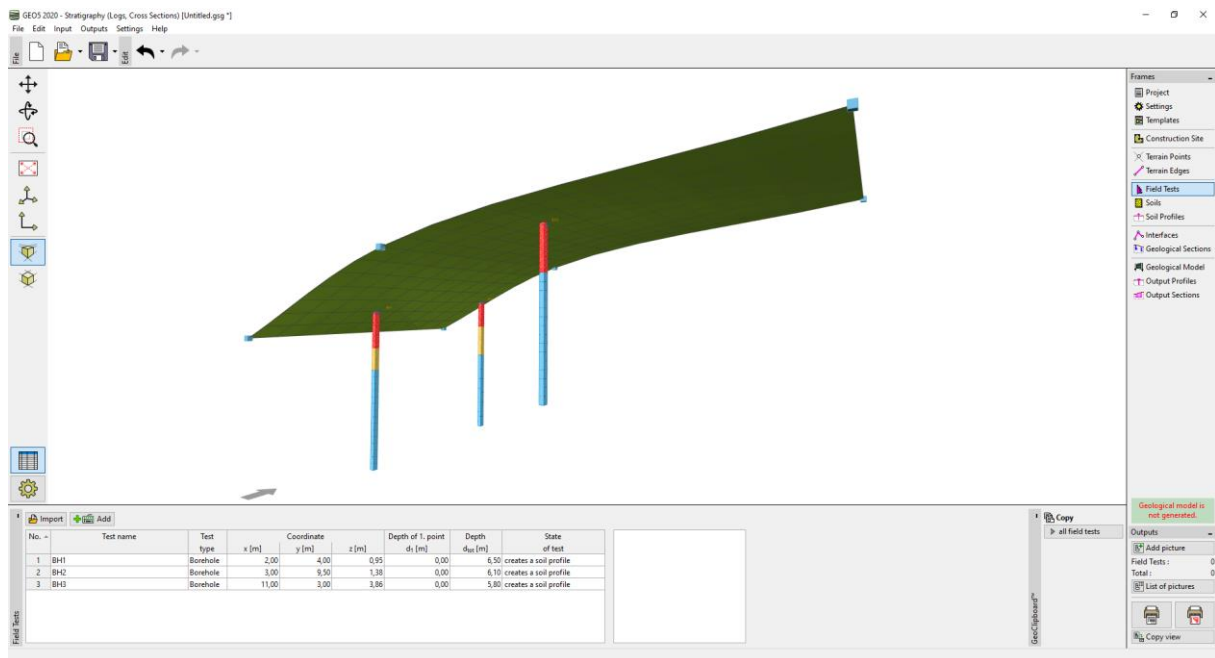 GEO5 2020 - Stratigraphy (Logs, Cross Sections) [Untitled.gsg *]
File Edit Input Outputs Settings Help
File
Edit
Frames
Project
Settings
Templates
Construction Site
Terrain Points
Terrain Edges
Field Tests
Soils
Soil Profiles
Interfaces
Geological Sections
Geological Model
Output Profiles
Output Sections
Geological model is
not generated.
Outputs
Add picture
Field Tests : 0
Total : 0
List of pictures
Copy view
Import Add
No. Test name Test Coordinate Depth of 1. point Depth State
type x [m] y [m] z [m] d1 [m] dtot [m] of test
1 BH1 Borehole 2,00 4,00 0,95 0,00 6,50 creates a soil profile
2 BH2 Borehole 3,00 9,50 1,38 0,00 6,10 creates a soil profile
3 BH3 Borehole 11,00 3,00 3,86 0,00 5,80 creates a soil profile
Field Tests
Copy
all field tests
GeoClipboard™